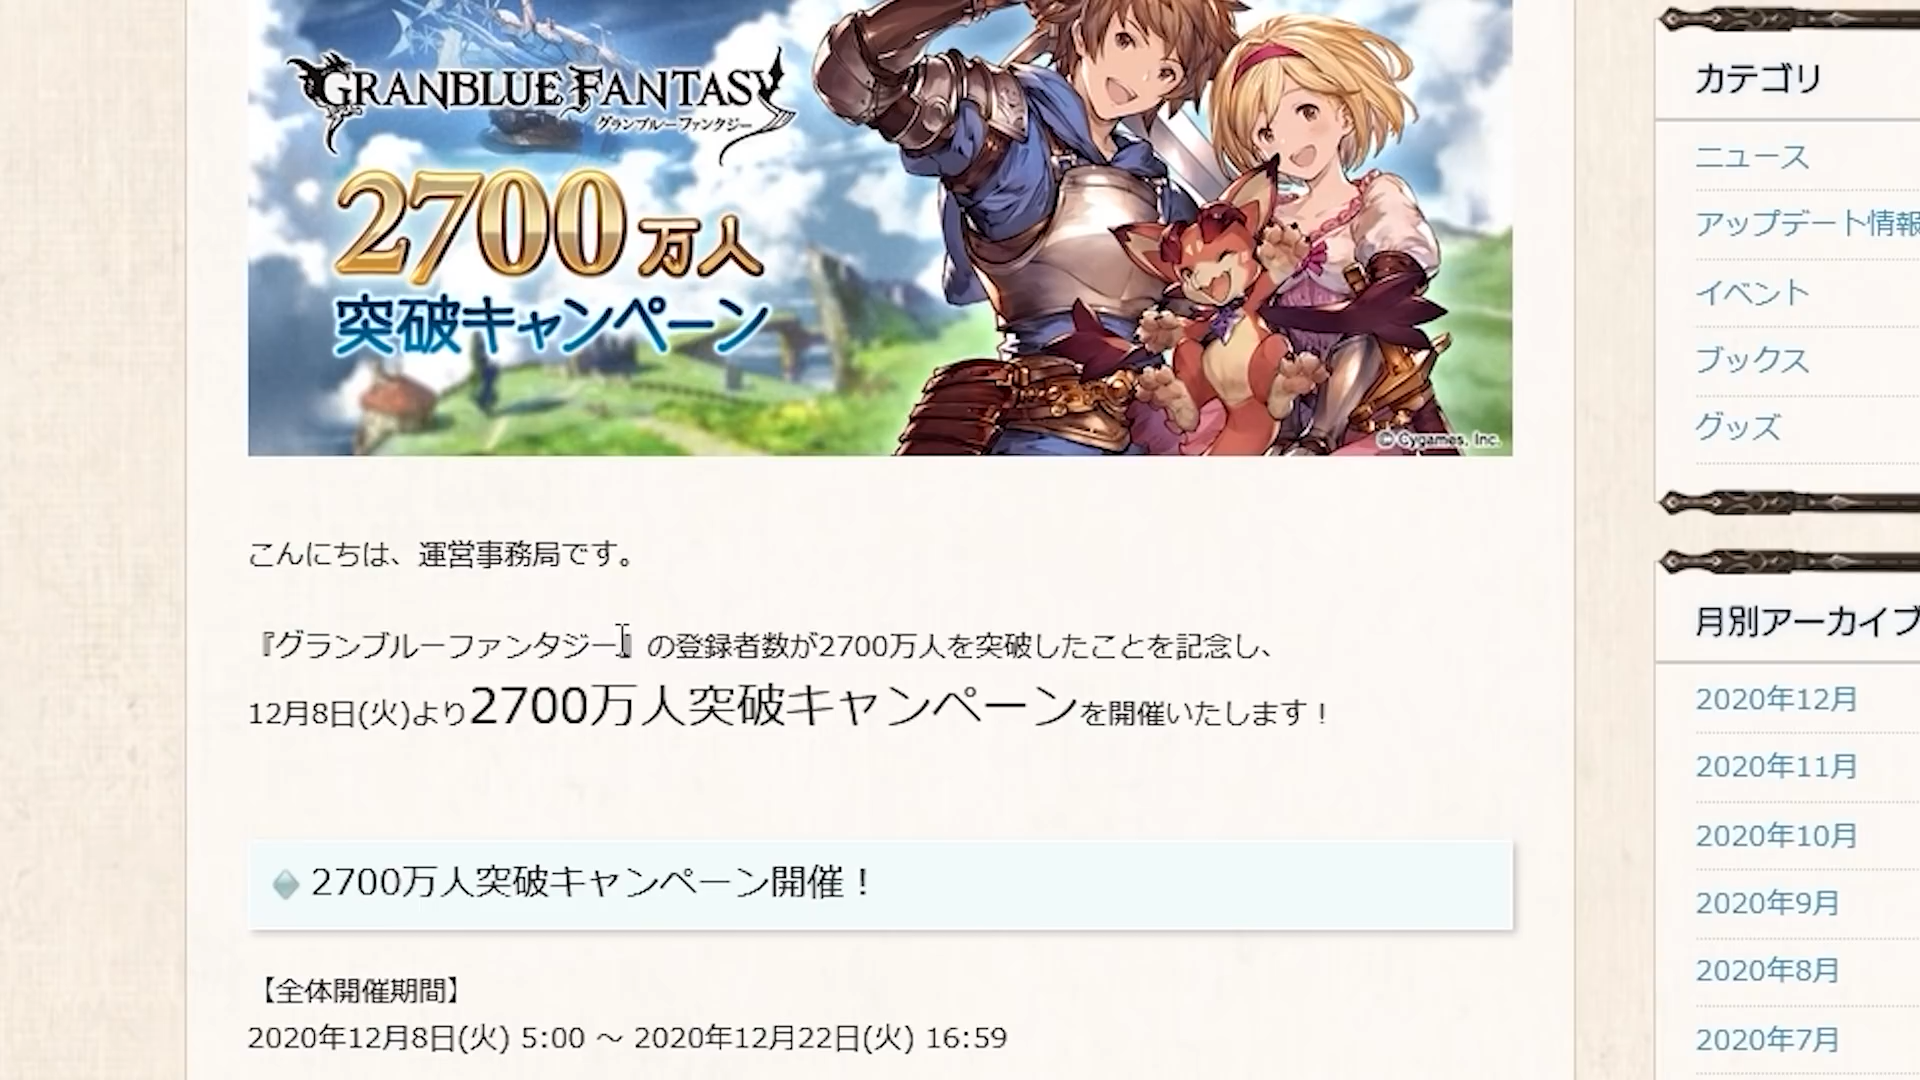 GRANBLUE FANTASY
グランブルーファンタジー
2700万人
突破キャンペーン
© Cygames, Inc.
こんにちは、運営事務局です。
『グランブルーファンタジー』の登録者数が2700万人を突破したことを記念し、
12月8日(火)より2700万人突破キャンペーンを開催いたします！
2700万人突破キャンペーン開催！
【全体開催期間】
2020年12月8日(火) 5:00 ～ 2020年12月22日(火) 16:59
カテゴリ
ニュース
アップデート情報
イベント
ブックス
グッズ
月別アーカイブ
2020年12月
2020年11月
2020年10月
2020年9月
2020年8月
2020年7月